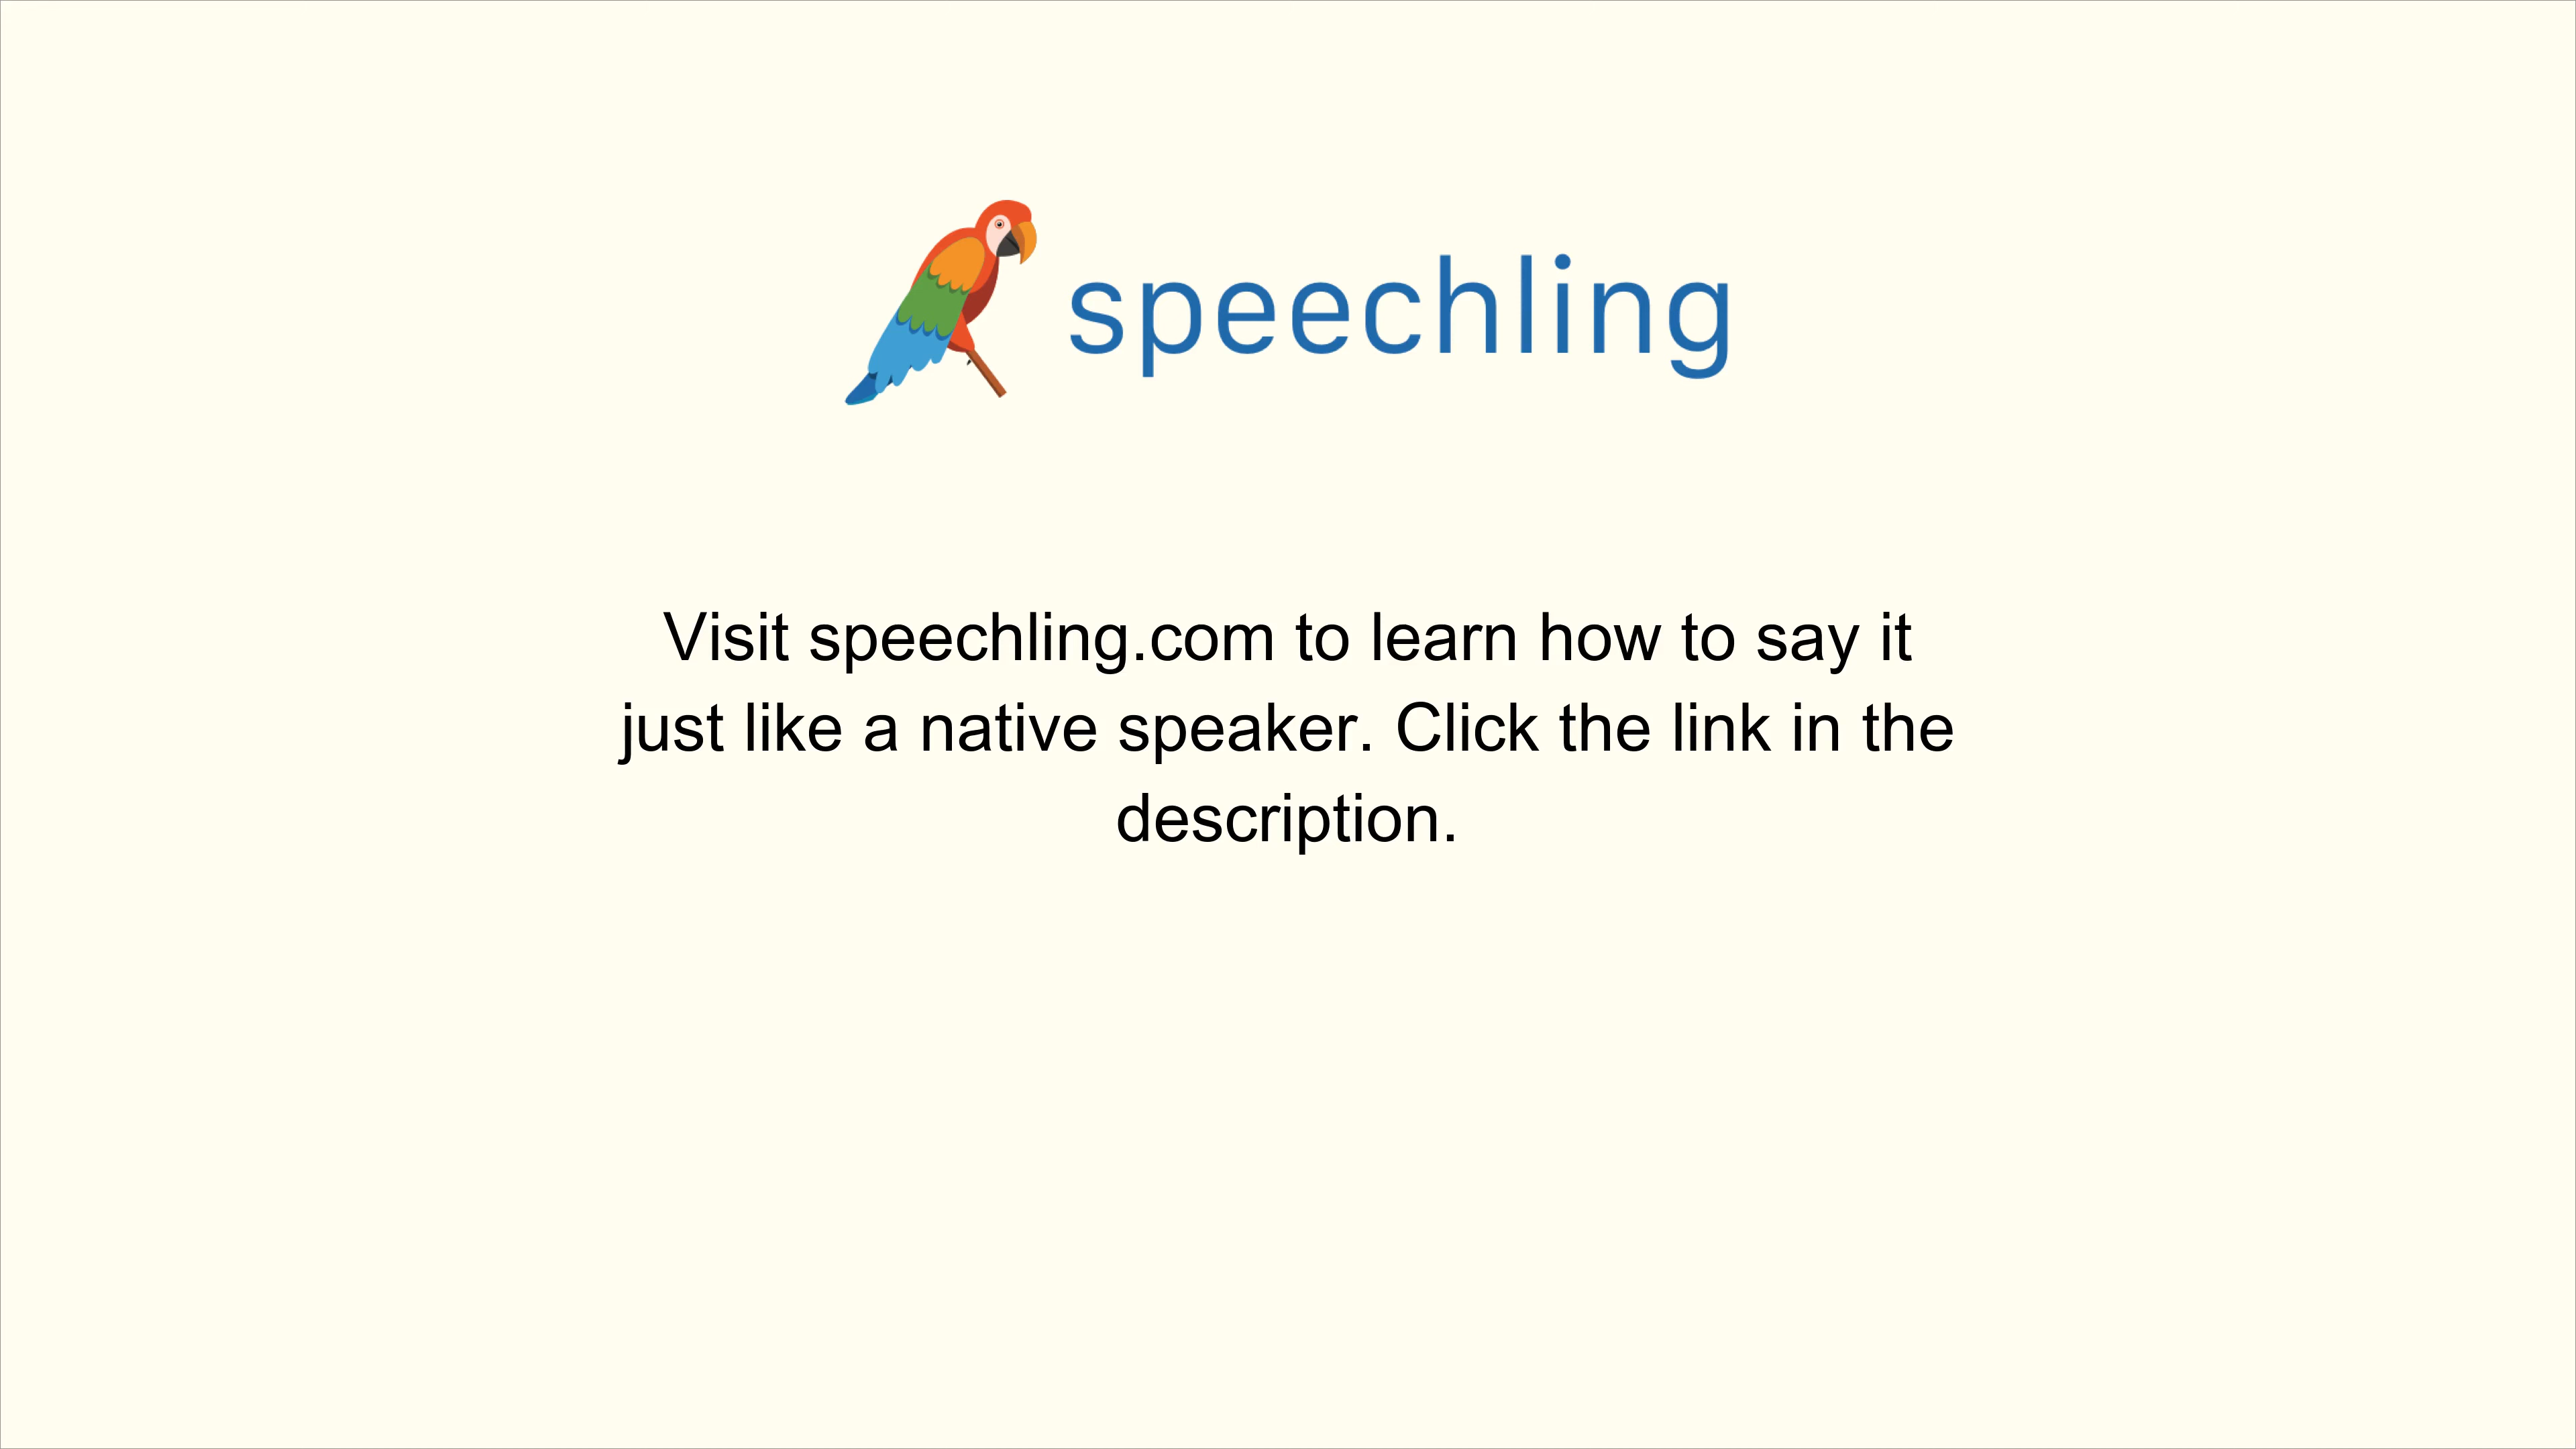 speechling
Visit speechling.com to learn how to say it
just like a native speaker. Click the link in the
description.